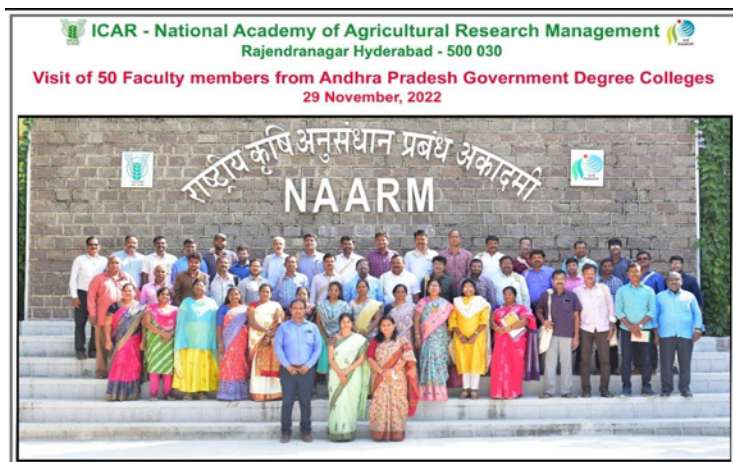 ICAR - National Academy of Agricultural Research Management
Rajendranagar Hyderabad - 500 030
Visit of 50 Faculty members from Andhra Pradesh Government Degree Colleges
29 November, 2022
राष्ट्रीय कृषि अनुसंधान प्रबंध अकादमी
NAARM